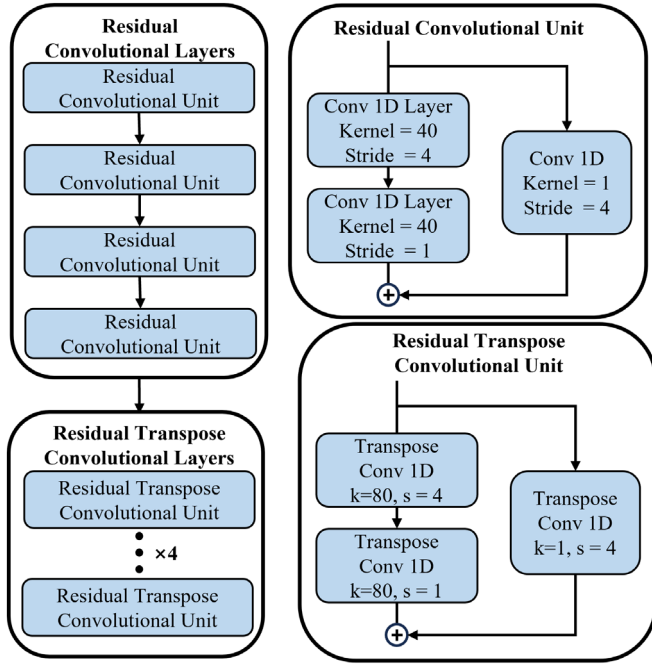 Residual
Convolutional Layers
Residual
Convolutional Unit
Residual
Convolutional Unit
Residual
Convolutional Unit
Residual
Convolutional Unit
Residual Transpose
Convolutional Layers
Residual Transpose
Convolutional Unit
×4
Residual Transpose
Convolutional Unit
Residual Convolutional Unit
Conv 1D Layer
Kernel = 40
Stride = 4
Conv 1D Layer
Kernel = 40
Stride = 1
Conv 1D
Kernel = 1
Stride = 4
+
Residual Transpose
Convolutional Unit
Transpose
Conv 1D
k=80, s = 4
Transpose
Conv 1D
k=80, s = 1
Transpose
Conv 1D
k=1, s = 4
+